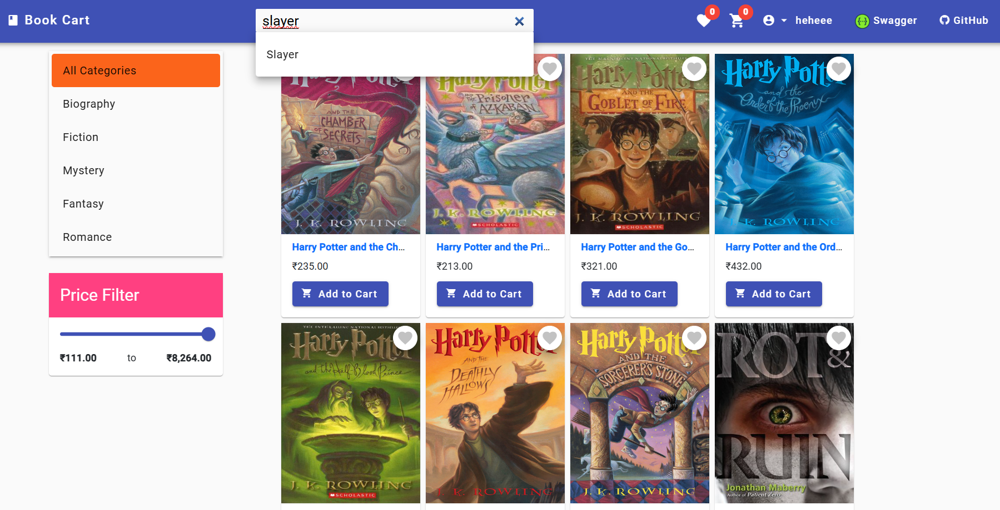 Book Cart
slayer
0
0
heheee
Swagger
GitHub
Slayer
All Categories
Biography
Fiction
Mystery
Fantasy
Romance
Price Filter
₹111.00 to ₹8,264.00
AND THE
CHAMBER
OF
SECRETS
J. K. ROWLING
Harry Potter and the Ch...
₹235.00
Add to Cart
Harry Potter
AND THE
Prisoner
of AZKABAN
J. K. ROWLING
SCHOLASTIC
Harry Potter and the Pri...
₹213.00
Add to Cart
Harry Potter
AND THE
GOBLET OF FIRE
J. K. ROWLING
SCHOLASTIC
Harry Potter and the Go...
₹321.00
Add to Cart
Harry Potter
and the
Order of the Phoenix
J. K. ROWLING
Harry Potter and the Ord...
₹432.00
Add to Cart
Harry Potter
and the Half-Blood Prince
J. K. ROWLING
SCHOLASTIC
Harry Potter
AND THE
DEATHLY
HALLOWS
J. K. ROWLING
Harry Potter
AND THE
SORCERER'S STONE
J. K. ROWLING
ROT
&
RUIN
Jonathan Maberry
Author of Patient Zero